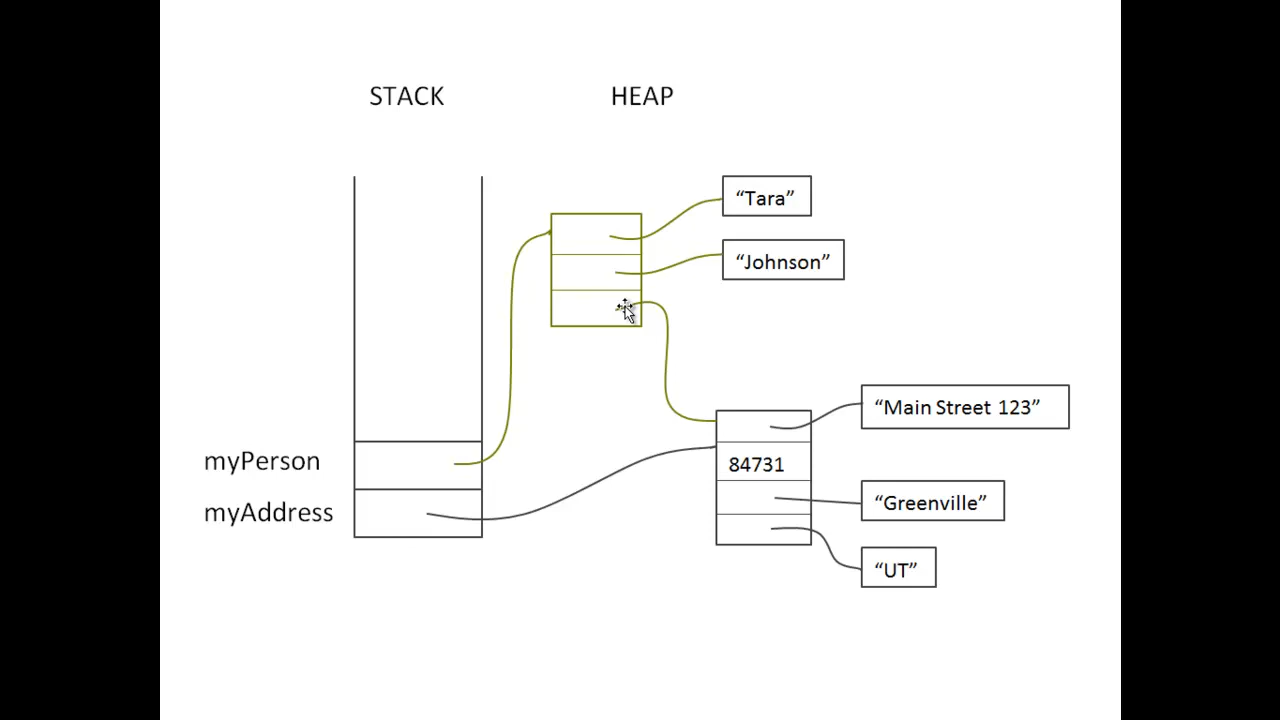 STACK
HEAP
“Tara”
“Johnson”
“Main Street 123”
myPerson
84731
myAddress
“Greenville”
“UT”